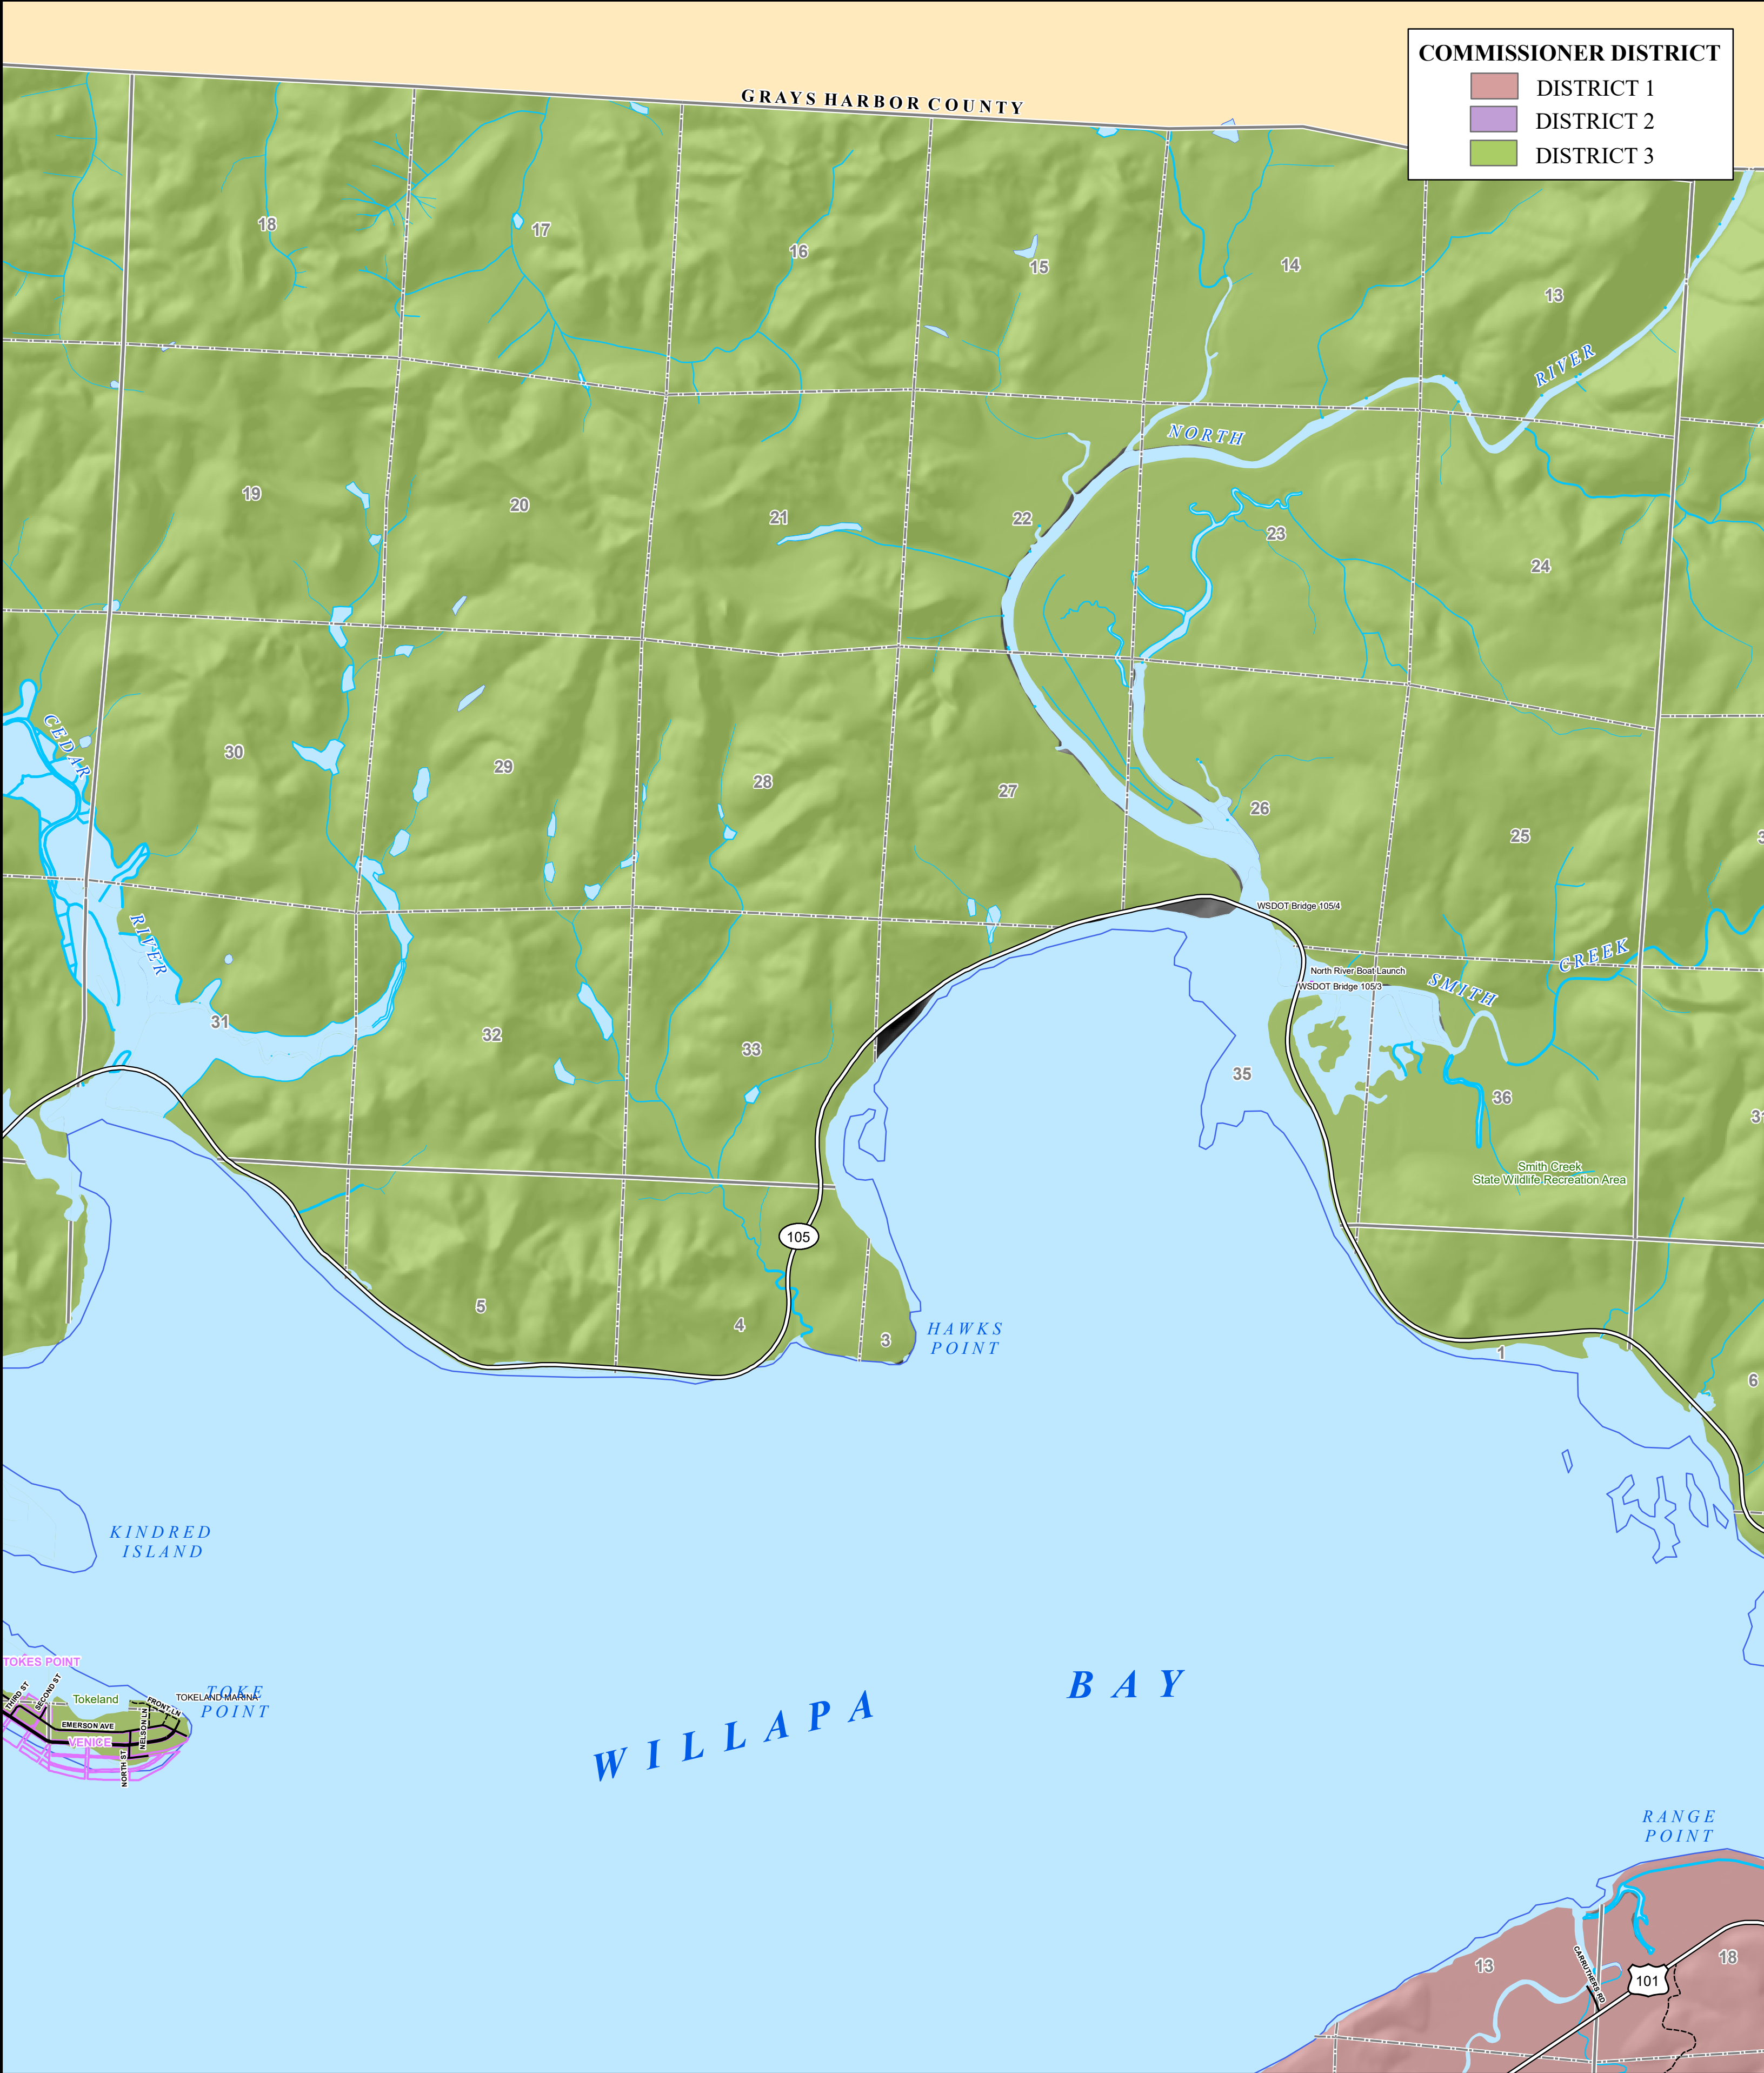 COMMISSIONER DISTRICT
DISTRICT 1
DISTRICT 2
DISTRICT 3
GRAYS HARBOR COUNTY
18
17
16
15
14
13
RIVER
NORTH
19
20
21
22
23
24
CEDAR
30
29
28
27
26
25
WSDOT Bridge 105/4
RIVER
CREEK
North River Boat Launch
WSDOT Bridge 105/3
SMITH
31
32
33
35
36
Smith Creek
State Wildlife Recreation Area
105
5
4
3
HAWKS
POINT
1
6
KINDRED
ISLAND
TOKES POINT
THIRD ST
SECOND ST
Tokeland
FRONT LN
TOKELAND MARINA
TOKE
POINT
EMERSON AVE
NELSON LN
VENICE
NORTH ST
WILLAPA
BAY
RANGE
POINT
13
CARRUTHERS RD
101
18